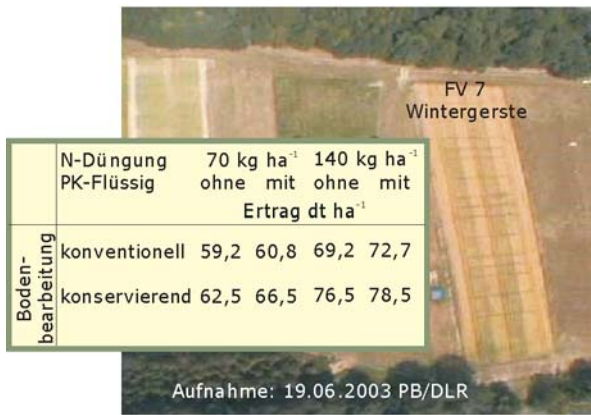 FV 7
Wintergerste
N-Düngung 70 kg ha⁻¹ 140 kg ha⁻¹
PK-Flüssig ohne mit ohne mit
Ertrag dt ha⁻¹
Boden-
bearbeitung
konventionell 59,2 60,8 69,2 72,7
konservierend 62,5 66,5 76,5 78,5
Aufnahme: 19.06.2003 PB/DLR